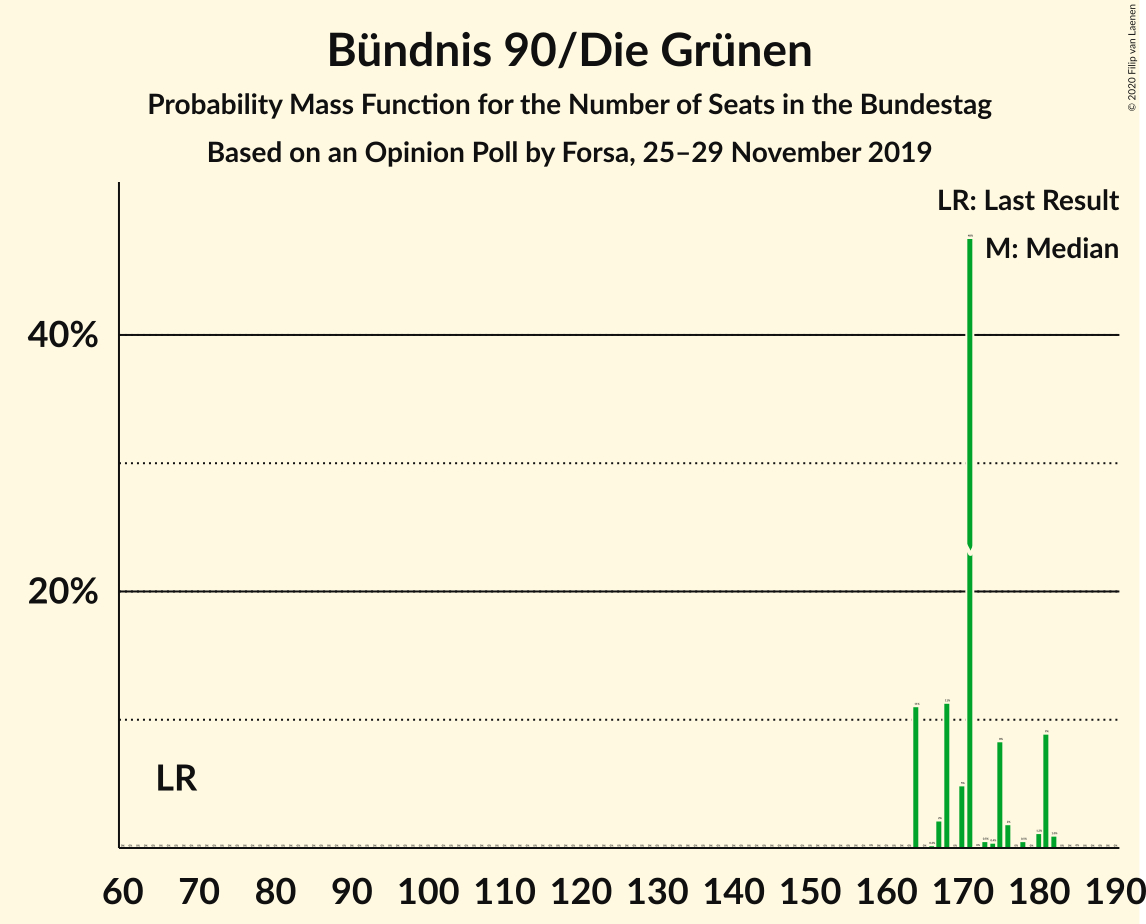 Bündnis 90/Die Grünen
Probability Mass Function for the Number of Seats in the Bundestag
Based on an Opinion Poll by Forsa, 25–29 November 2019
© 2020 Filip van Laenen
LR: Last Result
M: Median
40%
20%
LR
60 70 80 90 100 110 120 130 140 150 160 170 180 190